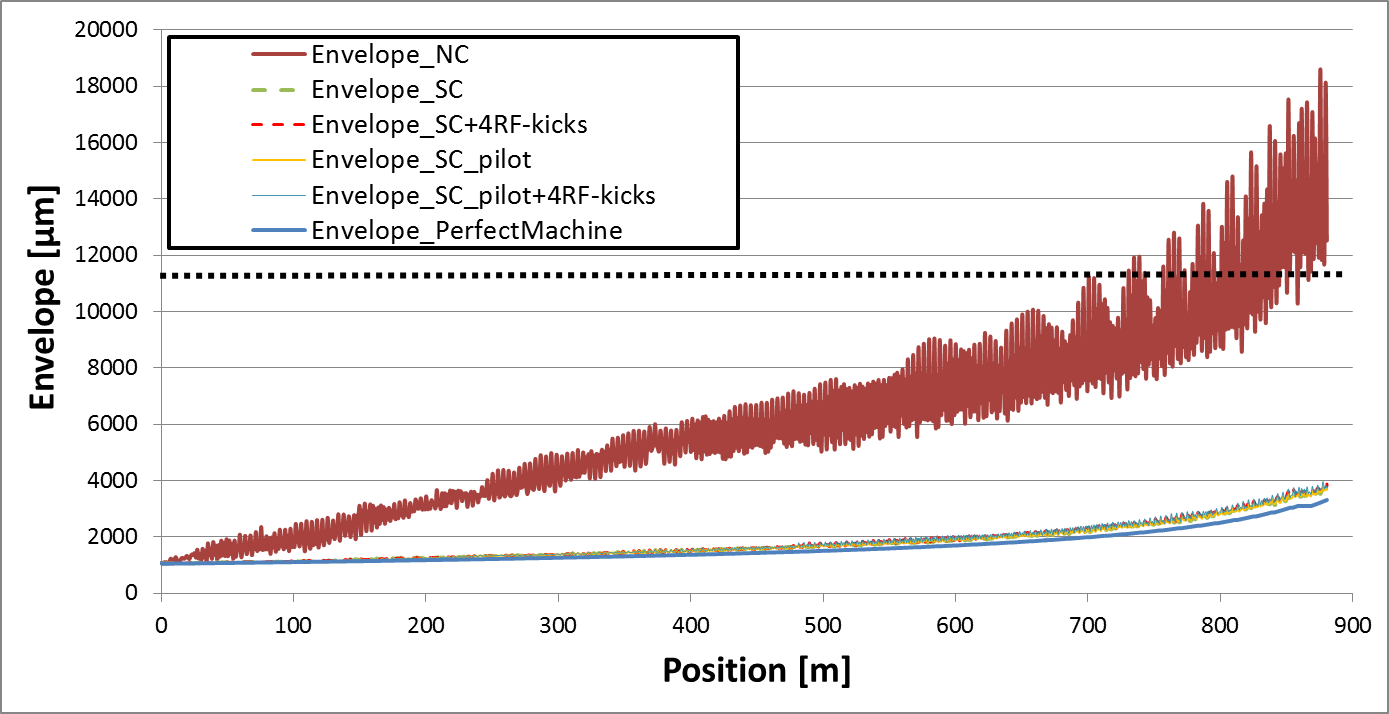 20000
18000
16000
14000
12000
10000
8000
6000
4000
2000
0
Envelope [µm]
Envelope_NC
Envelope_SC
Envelope_SC+4RF-kicks
Envelope_SC_pilot
Envelope_SC_pilot+4RF-kicks
Envelope_PerfectMachine
0 100 200 300 400 500 600 700 800 900
Position [m]